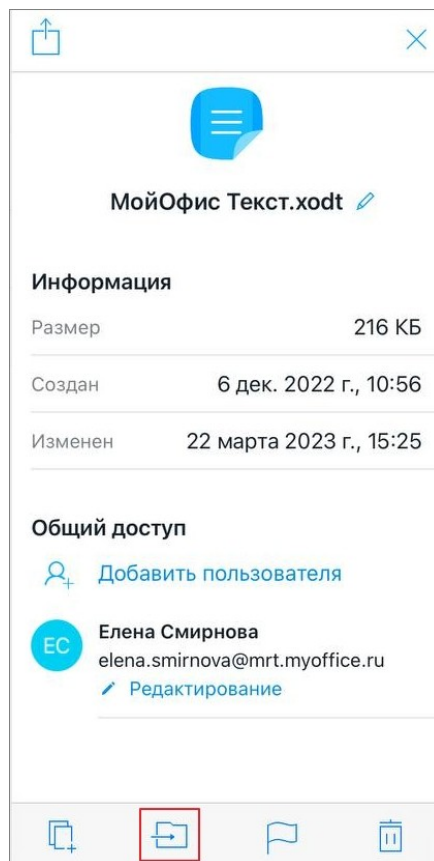 МойОфис Текст.xodt
Информация
Размер 216 КБ
Создан 6 дек. 2022 г., 10:56
Изменен 22 марта 2023 г., 15:25
Общий доступ
Добавить пользователя
ЕС
Елена Смирнова
elena.smirnova@mrt.myoffice.ru
Редактирование